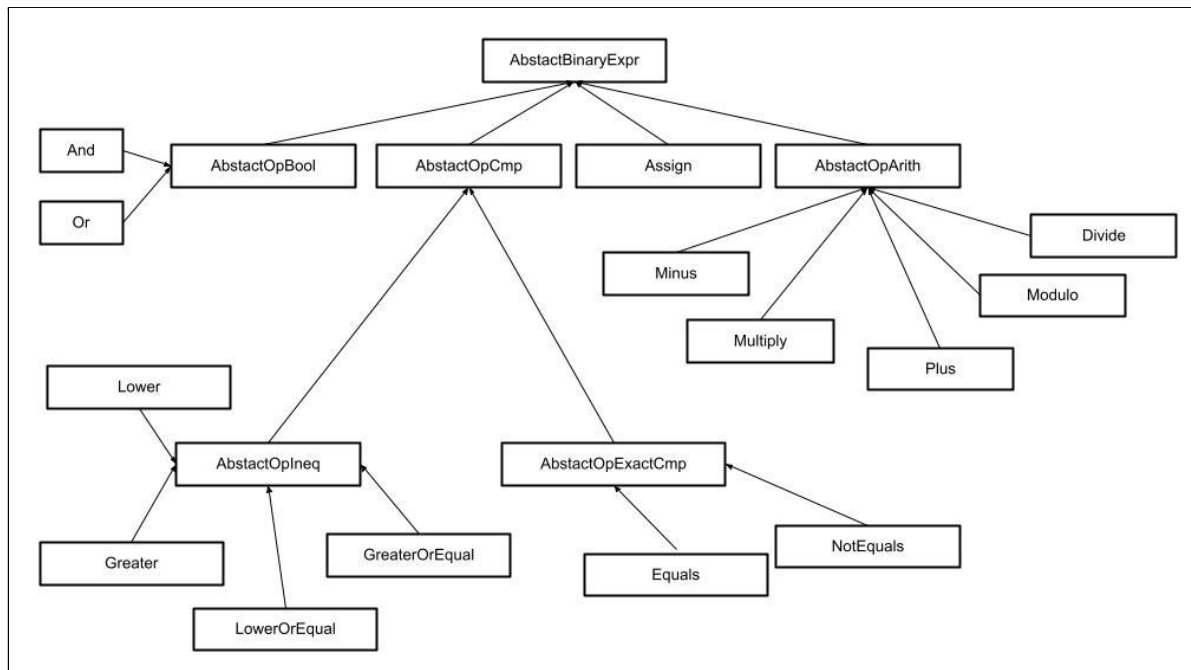 AbstactBinaryExpr
And
AbstactOpBool
AbstactOpCmp
Assign
AbstactOpArith
Or
Divide
Minus
Modulo
Multiply
Plus
Lower
AbstactOpIneq
AbstactOpExactCmp
Greater
GreaterOrEqual
NotEquals
Equals
LowerOrEqual